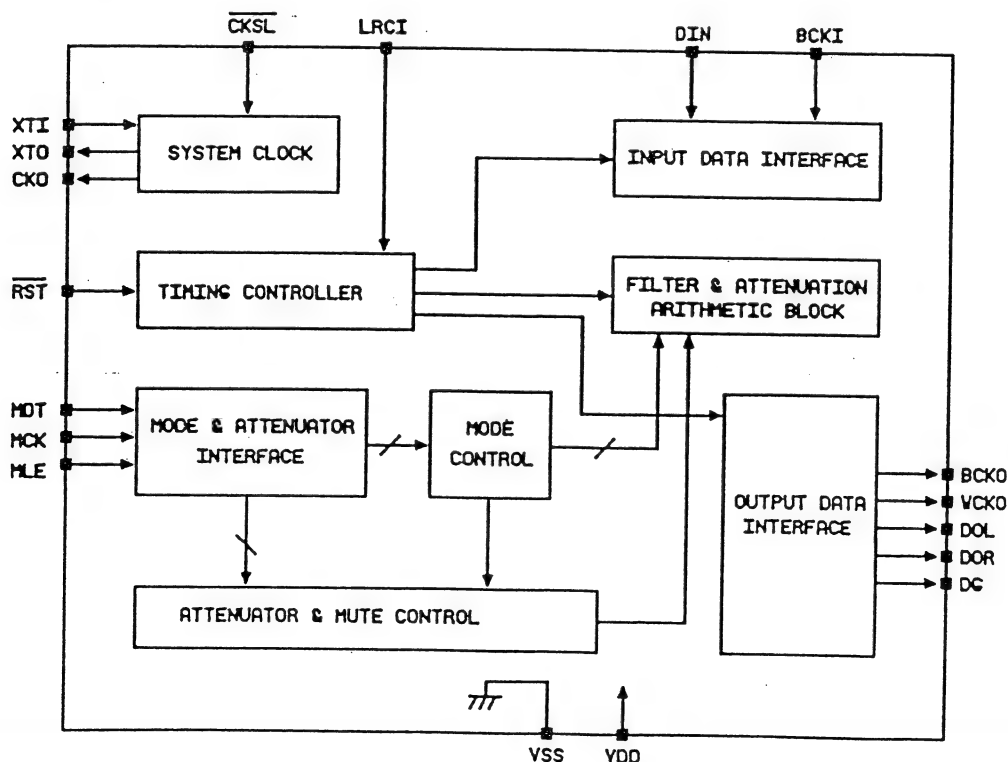 CKSL LRCI DIN BCKI
XTI
XTO
CKO
SYSTEM CLOCK
INPUT DATA INTERFACE
RST
TIMING CONTROLLER
FILTER & ATTENUATION
ARITHMETIC BLOCK
MDT
MCK
MLE
MODE & ATTENUATOR
INTERFACE
MODE
CONTROL
OUTPUT DATA
INTERFACE
BCKO
WCKO
DOL
DOR
DG
ATTENUATOR & MUTE CONTROL
VSS VDD